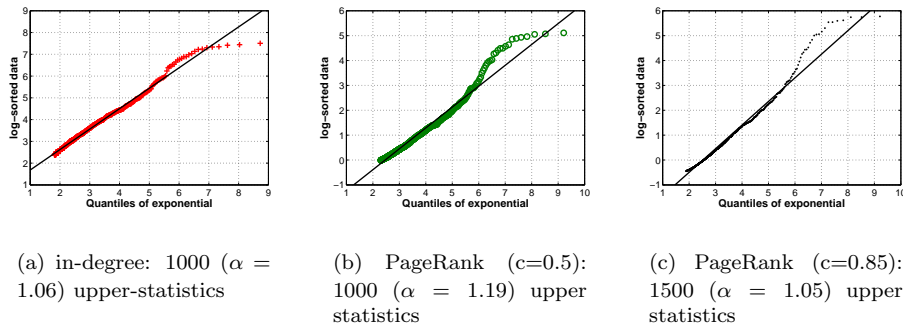 9
8
7
6
5
4
3
2
1
log−sorted data
1 2 3 4 5 6 7 8 9
Quantiles of exponential
6
5
4
3
2
1
0
−1
log−sorted data
1 2 3 4 5 6 7 8 9 10
Quantiles of exponential
6
5
4
3
2
1
0
−1
log−sorted data
1 2 3 4 5 6 7 8 9 10
Quantiles of exponential
(a) in-degree: 1000 (α =
1.06) upper-statistics
(b) PageRank (c=0.5):
1000 (α = 1.19) upper
statistics
(c) PageRank (c=0.85):
1500 (α = 1.05) upper
statistics